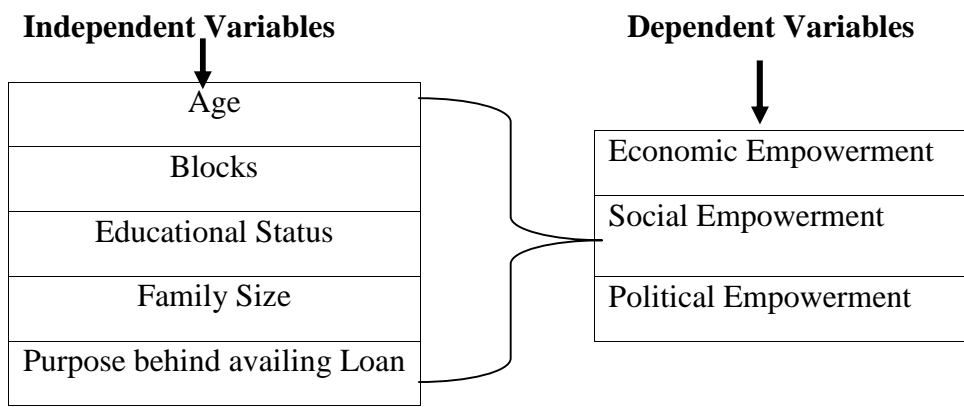 Independent Variables
Dependent Variables
Age
Blocks
Educational Status
Family Size
Purpose behind availing Loan
Economic Empowerment
Social Empowerment
Political Empowerment